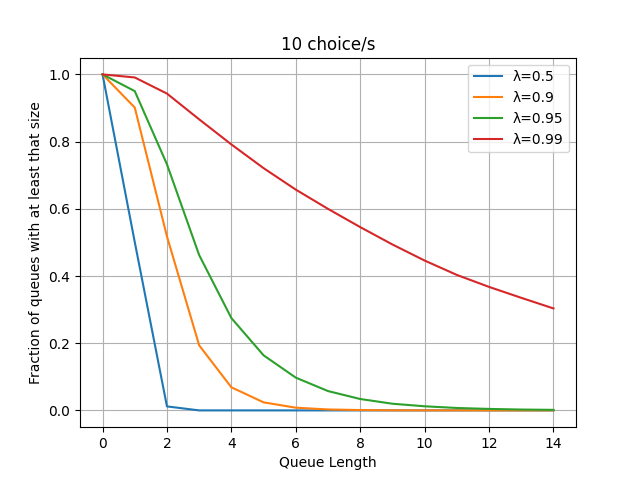 10 choice/s
λ=0.5
λ=0.9
λ=0.95
λ=0.99
Fraction of queues with at least that size
1.0
0.8
0.6
0.4
0.2
0.0
0 2 4 6 8 10 12 14
Queue Length